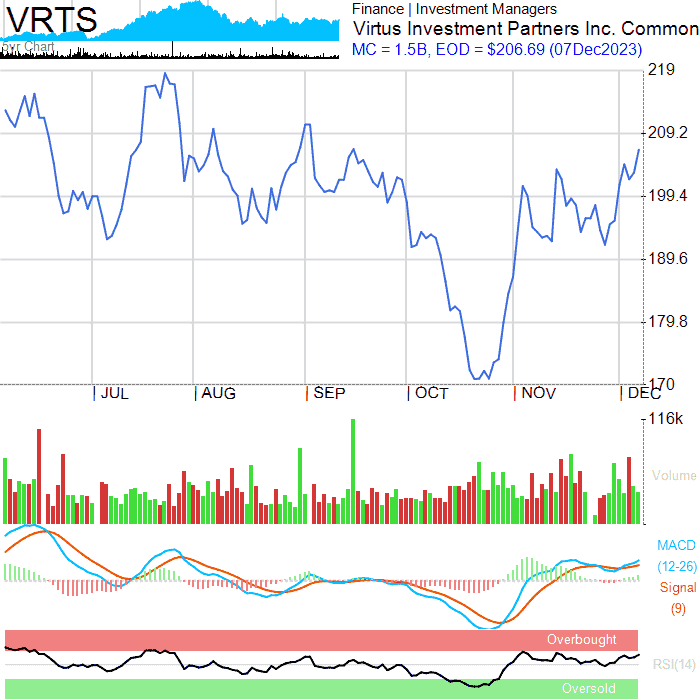 VRTS
Finance | Investment Managers
Virtus Investment Partners Inc. Common
5yr Chart
MC = 1.5B, EOD = $206.69 (07Dec2023)
219
209.2
199.4
189.6
179.8
170
JUL AUG SEP OCT NOV DEC
116k
Volume
MACD
(12-26)
Signal
(9)
Overbought
RSI(14)
Oversold